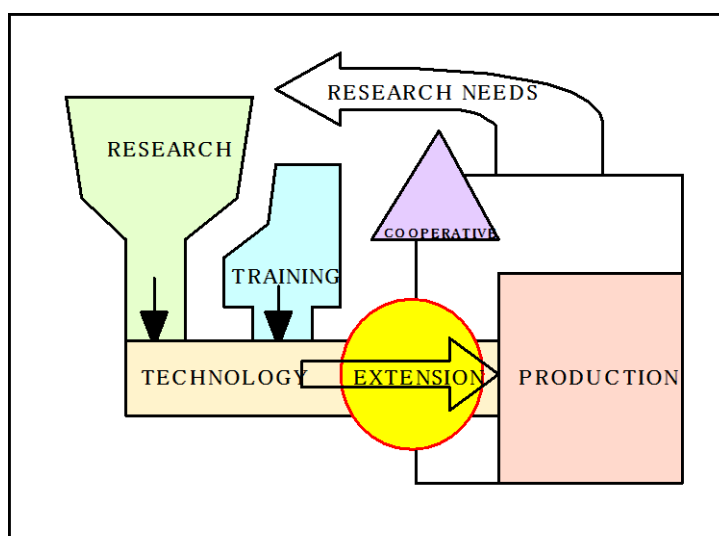 RESEARCH NEEDS
RESEARCH
COOPERATIVE
TRAINING
TECHNOLOGY
EXTENSION
PRODUCTION